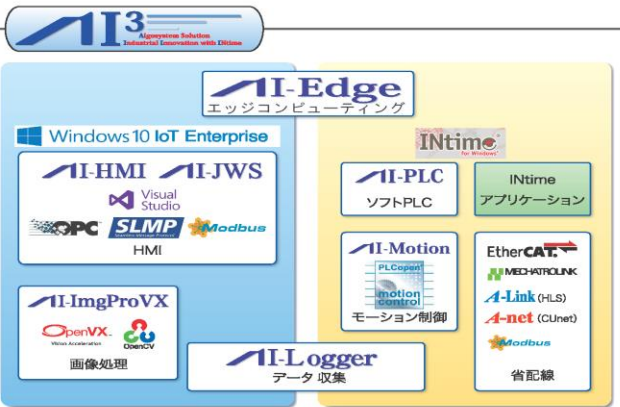 AI3
Algosystem Solution
Industrial Innovation with INtime
AI-Edge
エッジコンピューティング
Windows 10 IoT Enterprise
AI-HMI AI-JWS
Visual
Studio
OPC SLMP Modbus
HMI
AI-ImgProVX
OpenVX OpenCV
画像処理
INtime
for Windows
AI-PLC
ソフトPLC
INtime
アプリケーション
AI-Motion
PLCopen
motion
control
モーション制御
EtherCAT
MECHATROLINK
A-Link (HLS)
A-net (CUnet)
Modbus
省配線
AI-Logger
データ収集